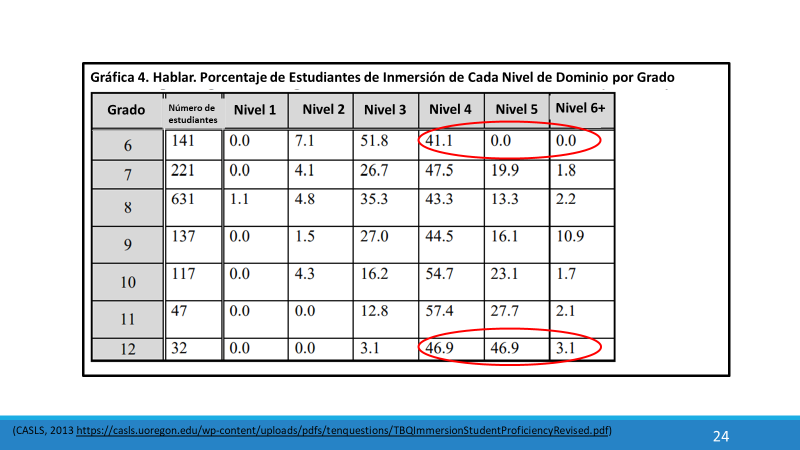 Gráfica 4. Hablar. Porcentaje de Estudiantes de Inmersión de Cada Nivel de Dominio por Grado
Grado Número de estudiantes Nivel 1 Nivel 2 Nivel 3 Nivel 4 Nivel 5 Nivel 6+
6 141 0.0 7.1 51.8 41.1 0.0 0.0
7 221 0.0 4.1 26.7 47.5 19.9 1.8
8 631 1.1 4.8 35.3 43.3 13.3 2.2
9 137 0.0 1.5 27.0 44.5 16.1 10.9
10 117 0.0 4.3 16.2 54.7 23.1 1.7
11 47 0.0 0.0 12.8 57.4 27.7 2.1
12 32 0.0 0.0 3.1 46.9 46.9 3.1
(CASLS, 2013 https://casls.uoregon.edu/wp-content/uploads/pdfs/tenquestions/TBQImmersionStudentProficiencyRevised.pdf)
24